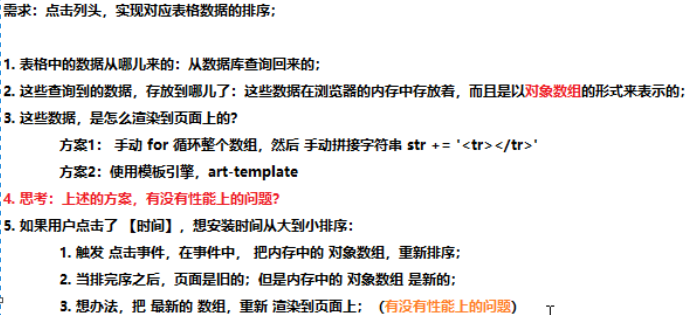 需求：点击列头，实现对应表格数据的排序；
1. 表格中的数据从哪儿来的：从数据库查询回来的；
2. 这些查询到的数据，存放到哪儿了：这些数据在浏览器的内存中存放着，而且是以对象数组的形式来表示的；
3. 这些数据，是怎么渲染到页面上的？
方案1： 手动 for 循环整个数组，然后 手动拼接字符串 str += '<tr></tr>'
方案2：使用模板引擎，art-template
4. 思考：上述的方案，有没有性能上的问题？
5. 如果用户点击了 【时间】，想安装时间从大到小排序：
1. 触发 点击事件，在事件中， 把内存中的 对象数组，重新排序；
2. 当排完序之后，页面是旧的；但是内存中的 对象数组 是新的；
3. 想办法，把 最新的 数组，重新 渲染到页面上；（有没有性能上的问题）